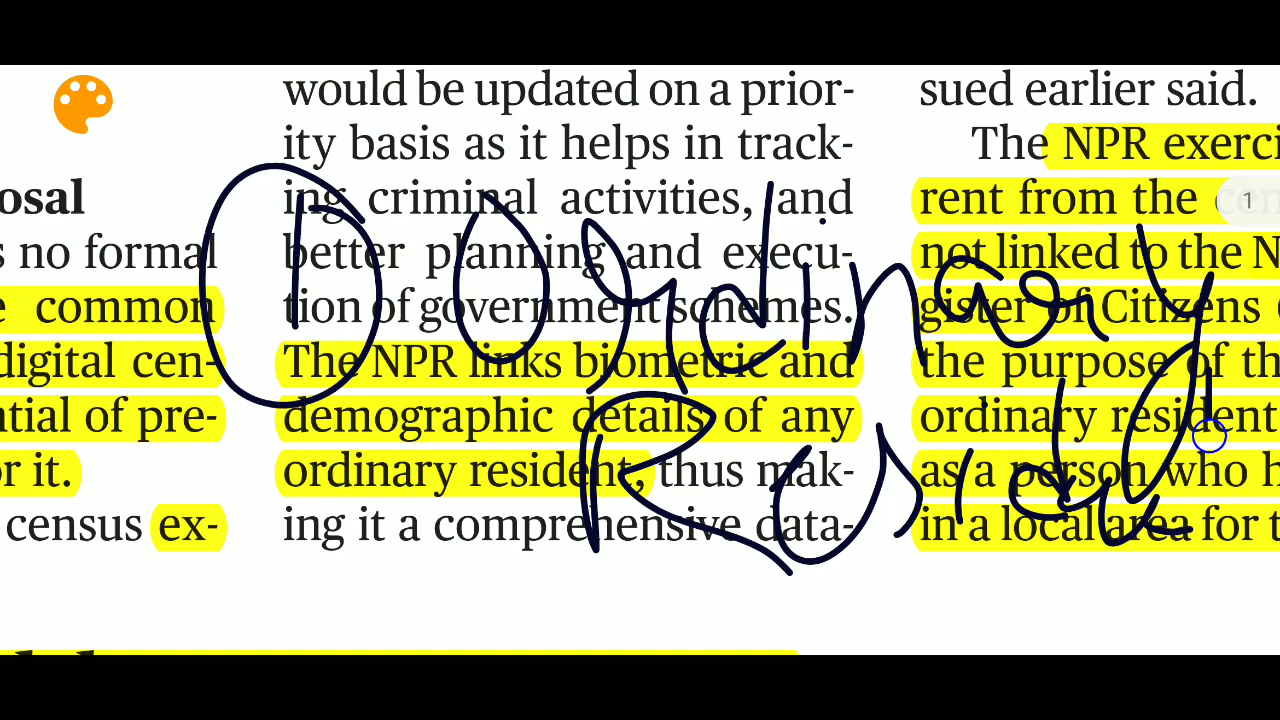 osal
s no formal
e common
digital cen-
ntial of pre-
or it.
census ex-
would be updated on a prior-
ity basis as it helps in track-
ing criminal activities, and
better planning and execu-
tion of government schemes.
The NPR links biometric and
demographic details of any
ordinary resident, thus mak-
ing it a comprehensive data-
sued earlier said.
The NPR exerci
rent from the cen
not linked to the N
gister of Citizens
the purpose of th
ordinary resident
as a person who h
in a local area for t
1
① Ordinary
Resident